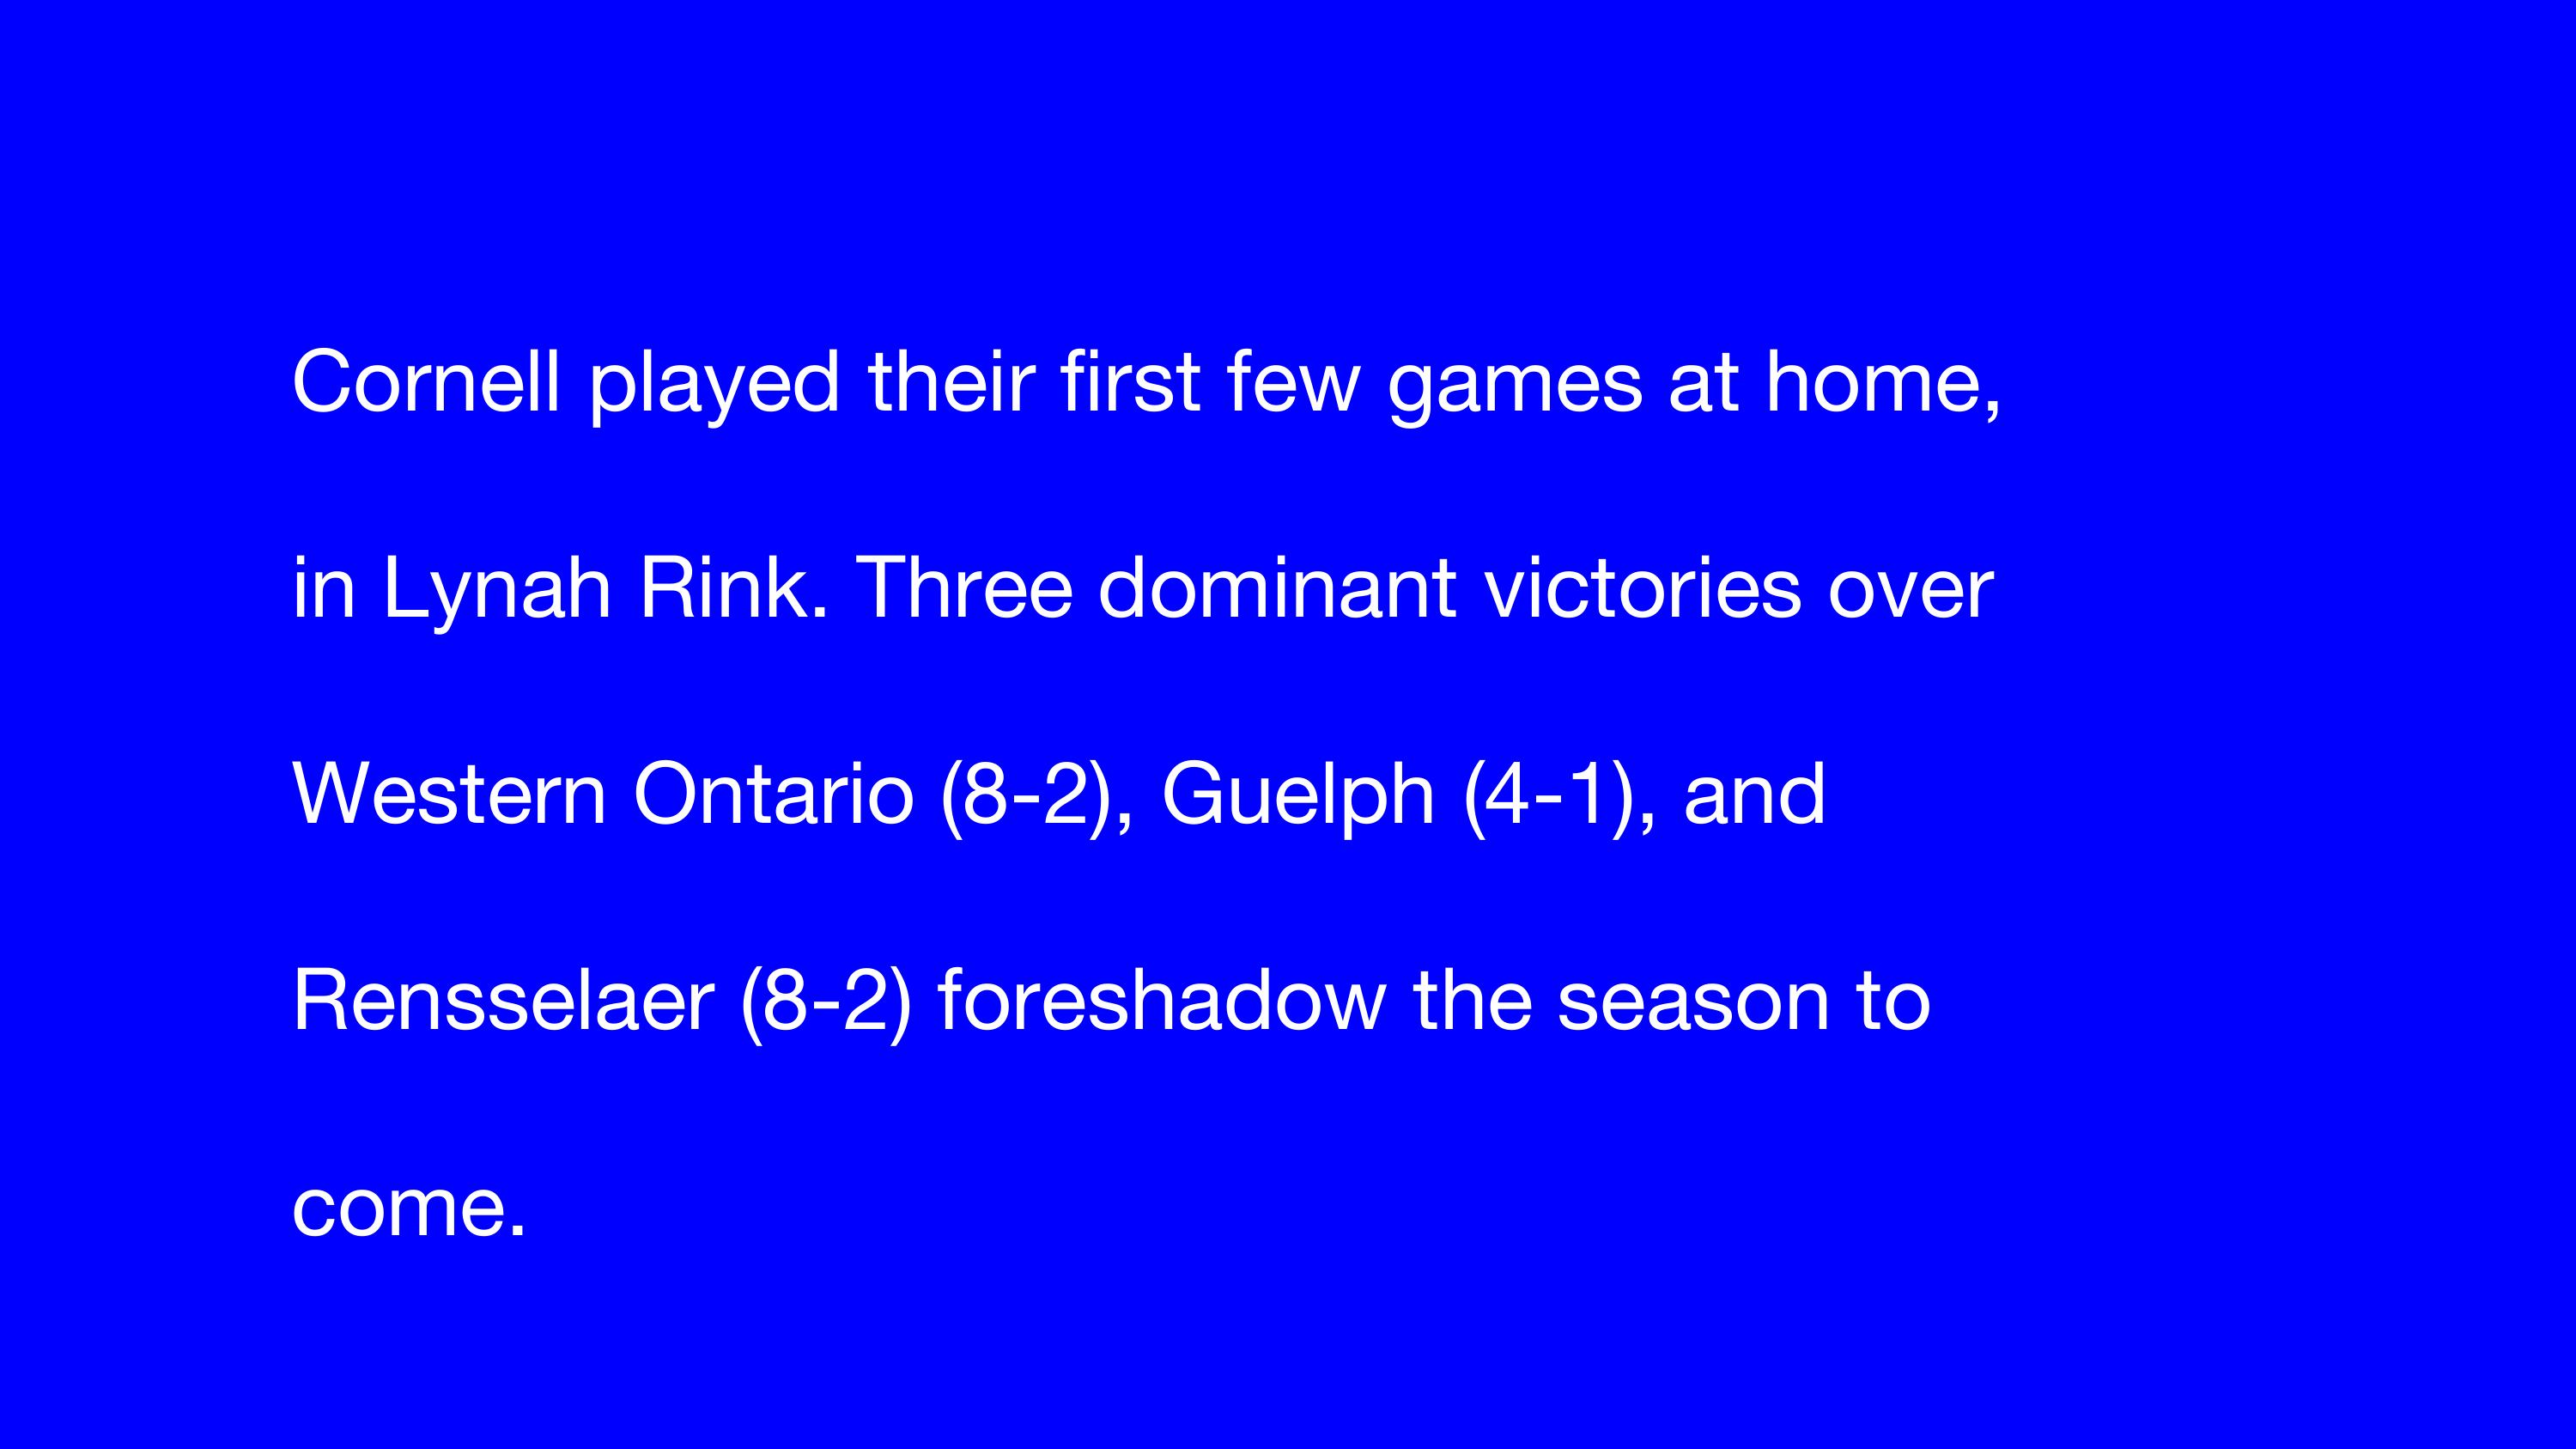 Cornell played their first few games at home,
in Lynah Rink. Three dominant victories over
Western Ontario (8-2), Guelph (4-1), and
Rensselaer (8-2) foreshadow the season to
come.